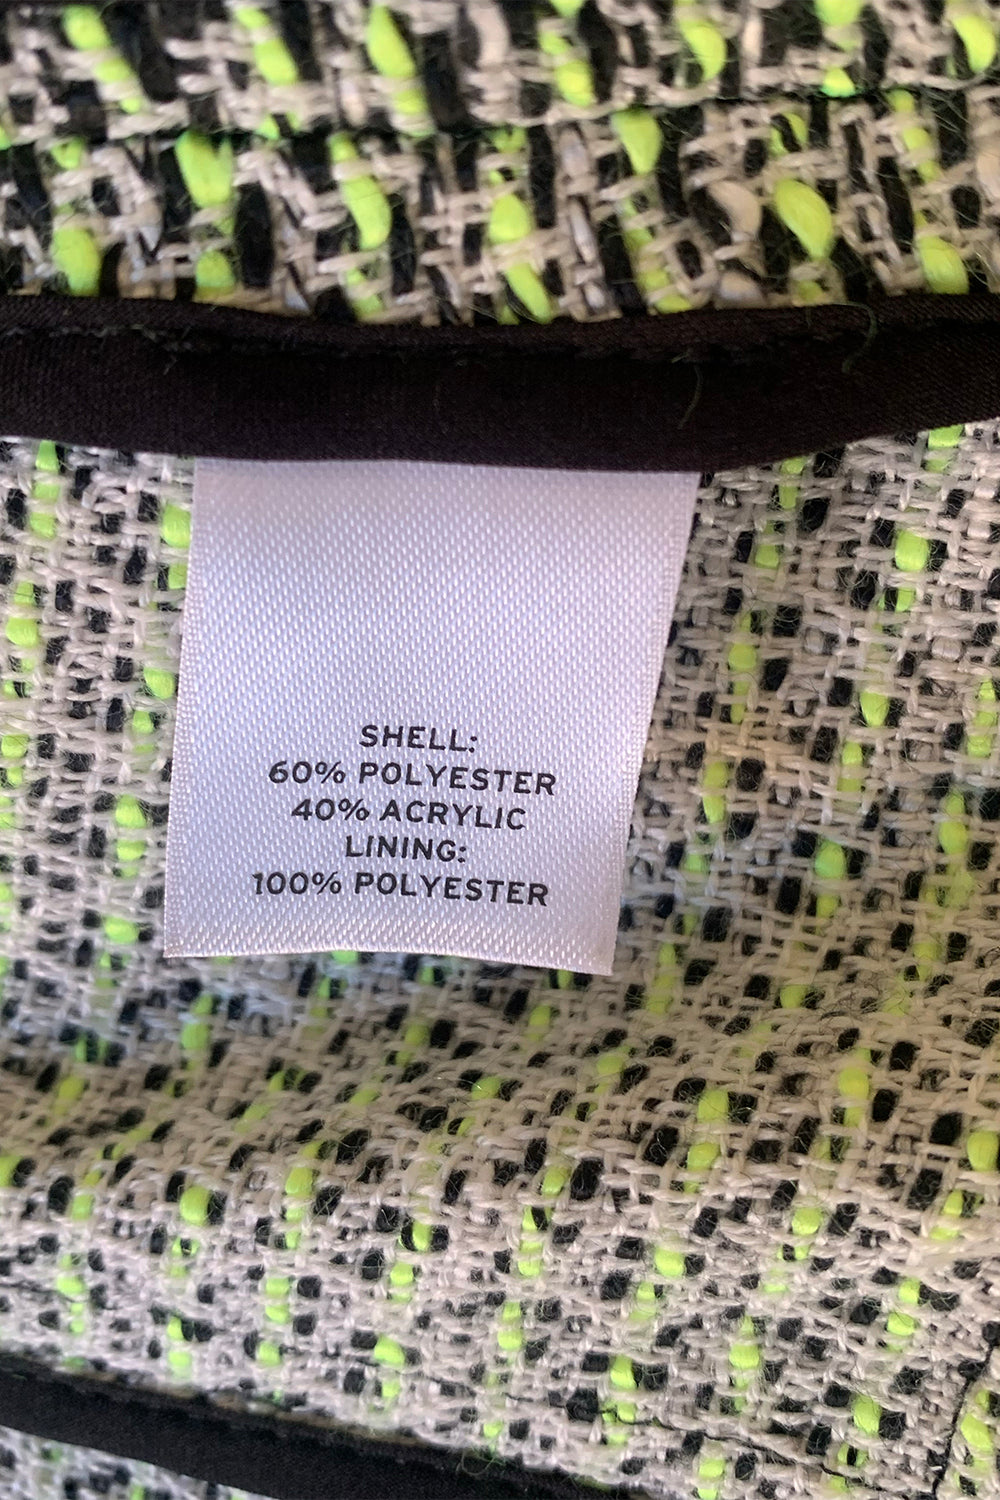 SHELL:
60% POLYESTER
40% ACRYLIC
LINING:
100% POLYESTER